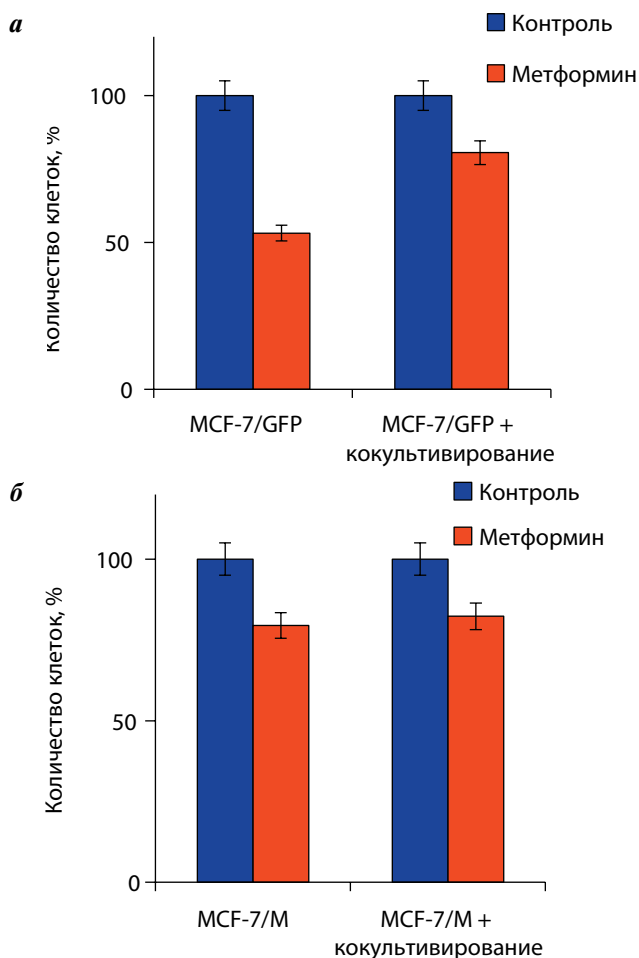 а
Контроль
Метформин
количество клеток, %
100
50
0
MCF-7/GFP
MCF-7/GFP +
кокультивирование
б
Контроль
Метформин
Количество клеток, %
100
50
0
MCF-7/M
MCF-7/M +
кокультивирование